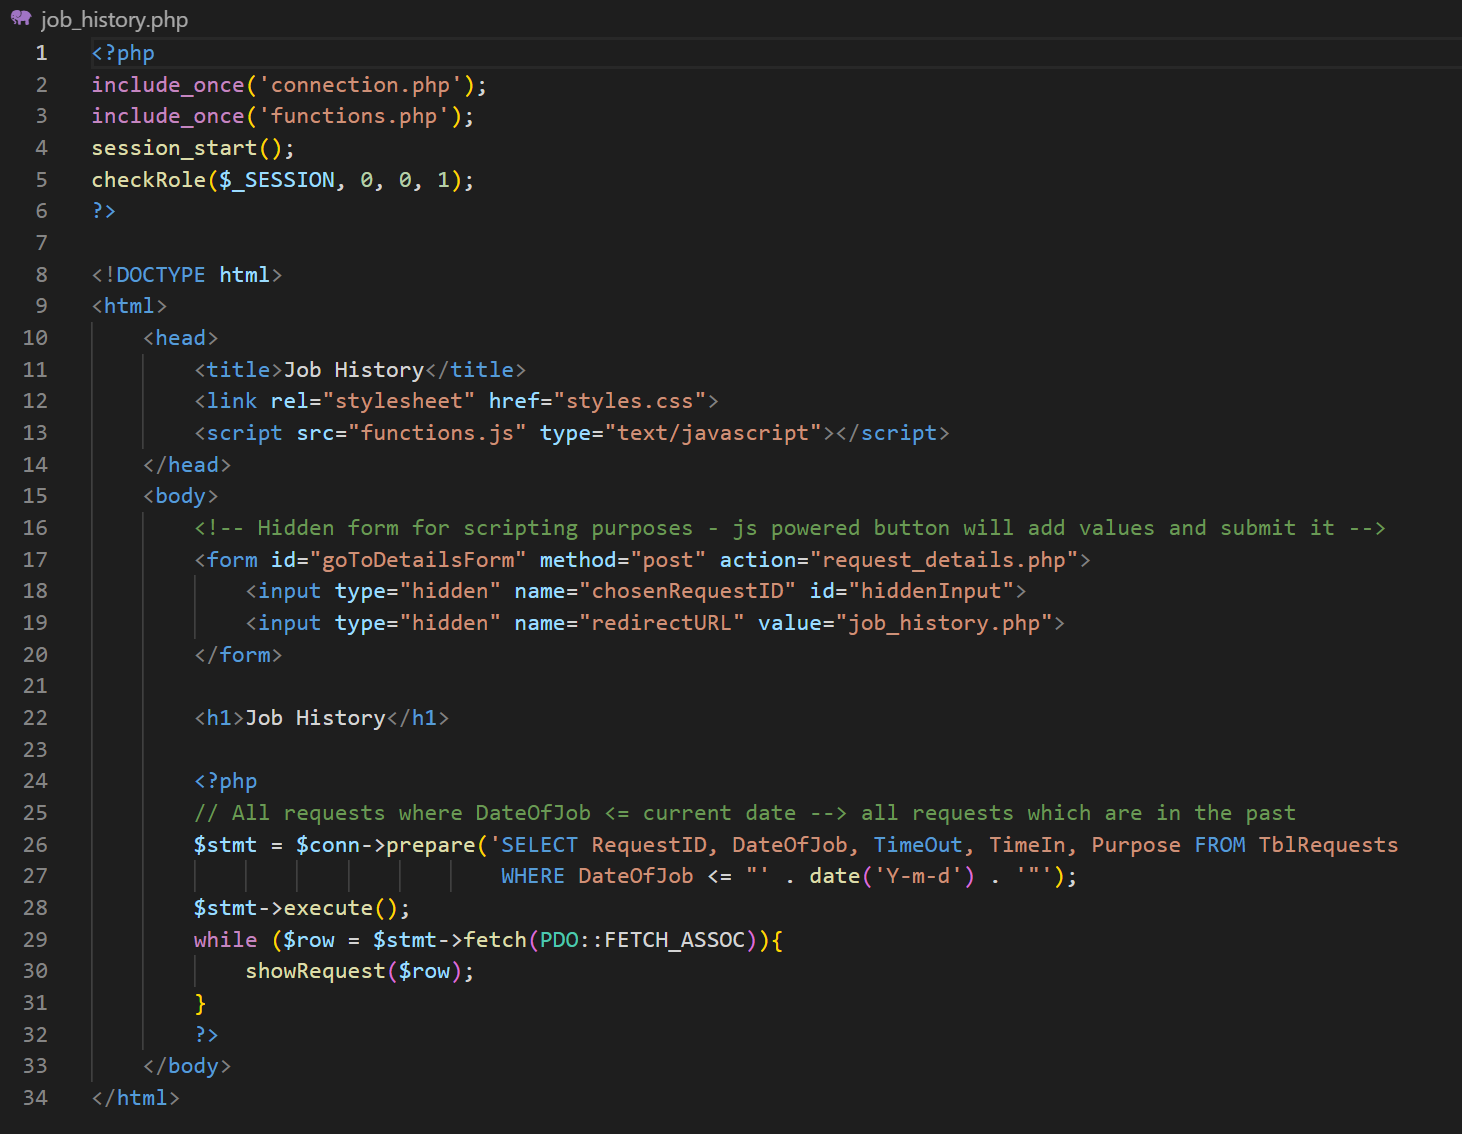 job_history.php
1 <?php
2 include_once('connection.php');
3 include_once('functions.php');
4 session_start();
5 checkRole($_SESSION, 0, 0, 1);
6 ?>
7
8 <!DOCTYPE html>
9 <html>
10     <head>
11         <title>Job History</title>
12         <link rel="stylesheet" href="styles.css">
13         <script src="functions.js" type="text/javascript"></script>
14     </head>
15     <body>
16         <!-- Hidden form for scripting purposes - js powered button will add values and submit it -->
17         <form id="goToDetailsForm" method="post" action="request_details.php">
18             <input type="hidden" name="chosenRequestID" id="hiddenInput">
19             <input type="hidden" name="redirectURL" value="job_history.php">
20         </form>
21
22         <h1>Job History</h1>
23
24         <?php
25         // All requests where DateOfJob <= current date --> all requests which are in the past
26         $stmt = $conn->prepare('SELECT RequestID, DateOfJob, TimeOut, TimeIn, Purpose FROM TblRequests
27                                 WHERE DateOfJob <= "' . date('Y-m-d') . '"');
28         $stmt->execute();
29         while ($row = $stmt->fetch(PDO::FETCH_ASSOC)){
30             showRequest($row);
31         }
32         ?>
33     </body>
34 </html>